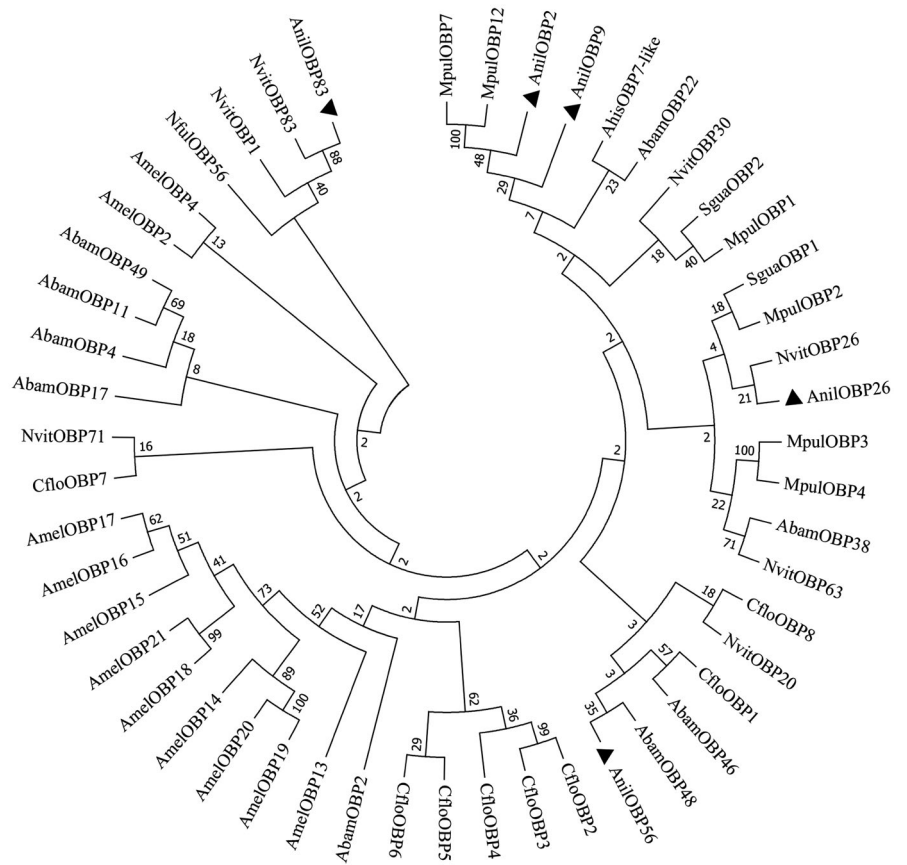 MpulOBP7
MpulOBP12
AnilOBP2
AnilOBP9
AhisOBP7-like
AbamOBP22
NvitOBP30
SguaOBP2
MpulOBP1
SguaOBP1
MpulOBP2
NvitOBP26
AnilOBP26
MpulOBP3
MpulOBP4
AbamOBP38
NvitOBP63
CfloOBP8
NvitOBP20
CfloOBP1
AbamOBP46
AbamOBP48
AnilOBP56
CfloOBP2
CfloOBP3
CfloOBP4
CfloOBP5
CfloOBP6
AbamOBP2
AmelOBP13
AmelOBP19
AmelOBP20
AmelOBP14
AmelOBP18
AmelOBP21
AmelOBP15
AmelOBP16
AmelOBP17
CfloOBP7
NvitOBP71
AbamOBP17
AbamOBP4
AbamOBP11
AbamOBP49
AmelOBP2
AmelOBP4
NfulOBP56
NvitOBP1
NvitOBP83
AnilOBP83
100
48
29
7
23
2
18
40
2
18
4
21
2
100
22
71
2
18
3
57
3
35
99
36
62
29
2
17
52
73
89
100
41
99
51
62
2
2
16
2
8
18
69
2
13
40
88